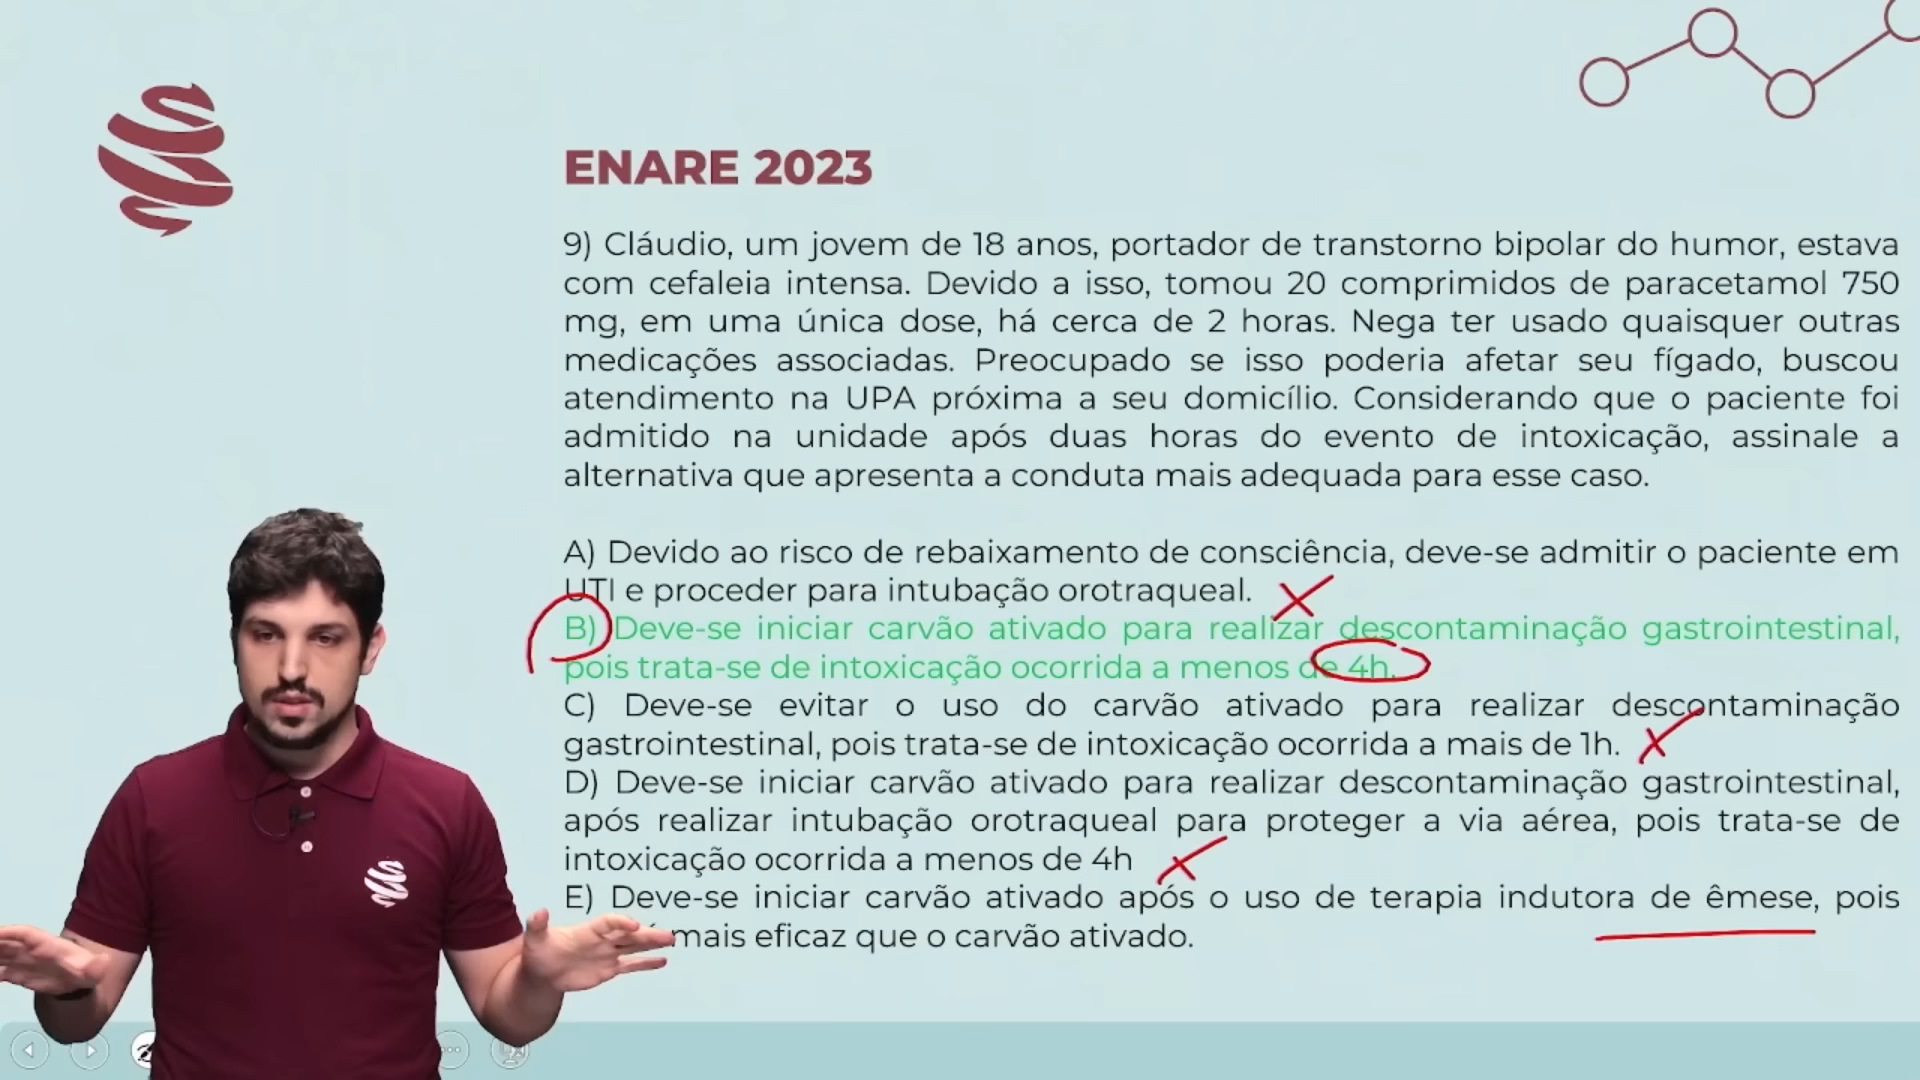 ENARE 2023
9) Cláudio, um jovem de 18 anos, portador de transtorno bipolar do humor, estava
com cefaleia intensa. Devido a isso, tomou 20 comprimidos de paracetamol 750
mg, em uma única dose, há cerca de 2 horas. Nega ter usado quaisquer outras
medicações associadas. Preocupado se isso poderia afetar seu fígado, buscou
atendimento na UPA próxima a seu domicílio. Considerando que o paciente foi
admitido na unidade após duas horas do evento de intoxicação, assinale a
alternativa que apresenta a conduta mais adequada para esse caso.
A) Devido ao risco de rebaixamento de consciência, deve-se admitir o paciente em
UTI e proceder para intubação orotraqueal.
B) Deve-se iniciar carvão ativado para realizar descontaminação gastrointestinal,
pois trata-se de intoxicação ocorrida a menos de 4h.
C) Deve-se evitar o uso do carvão ativado para realizar descontaminação
gastrointestinal, pois trata-se de intoxicação ocorrida a mais de 1h.
D) Deve-se iniciar carvão ativado para realizar descontaminação gastrointestinal,
após realizar intubação orotraqueal para proteger a via aérea, pois trata-se de
intoxicação ocorrida a menos de 4h
E) Deve-se iniciar carvão ativado após o uso de terapia indutora de êmese, pois
mais eficaz que o carvão ativado.